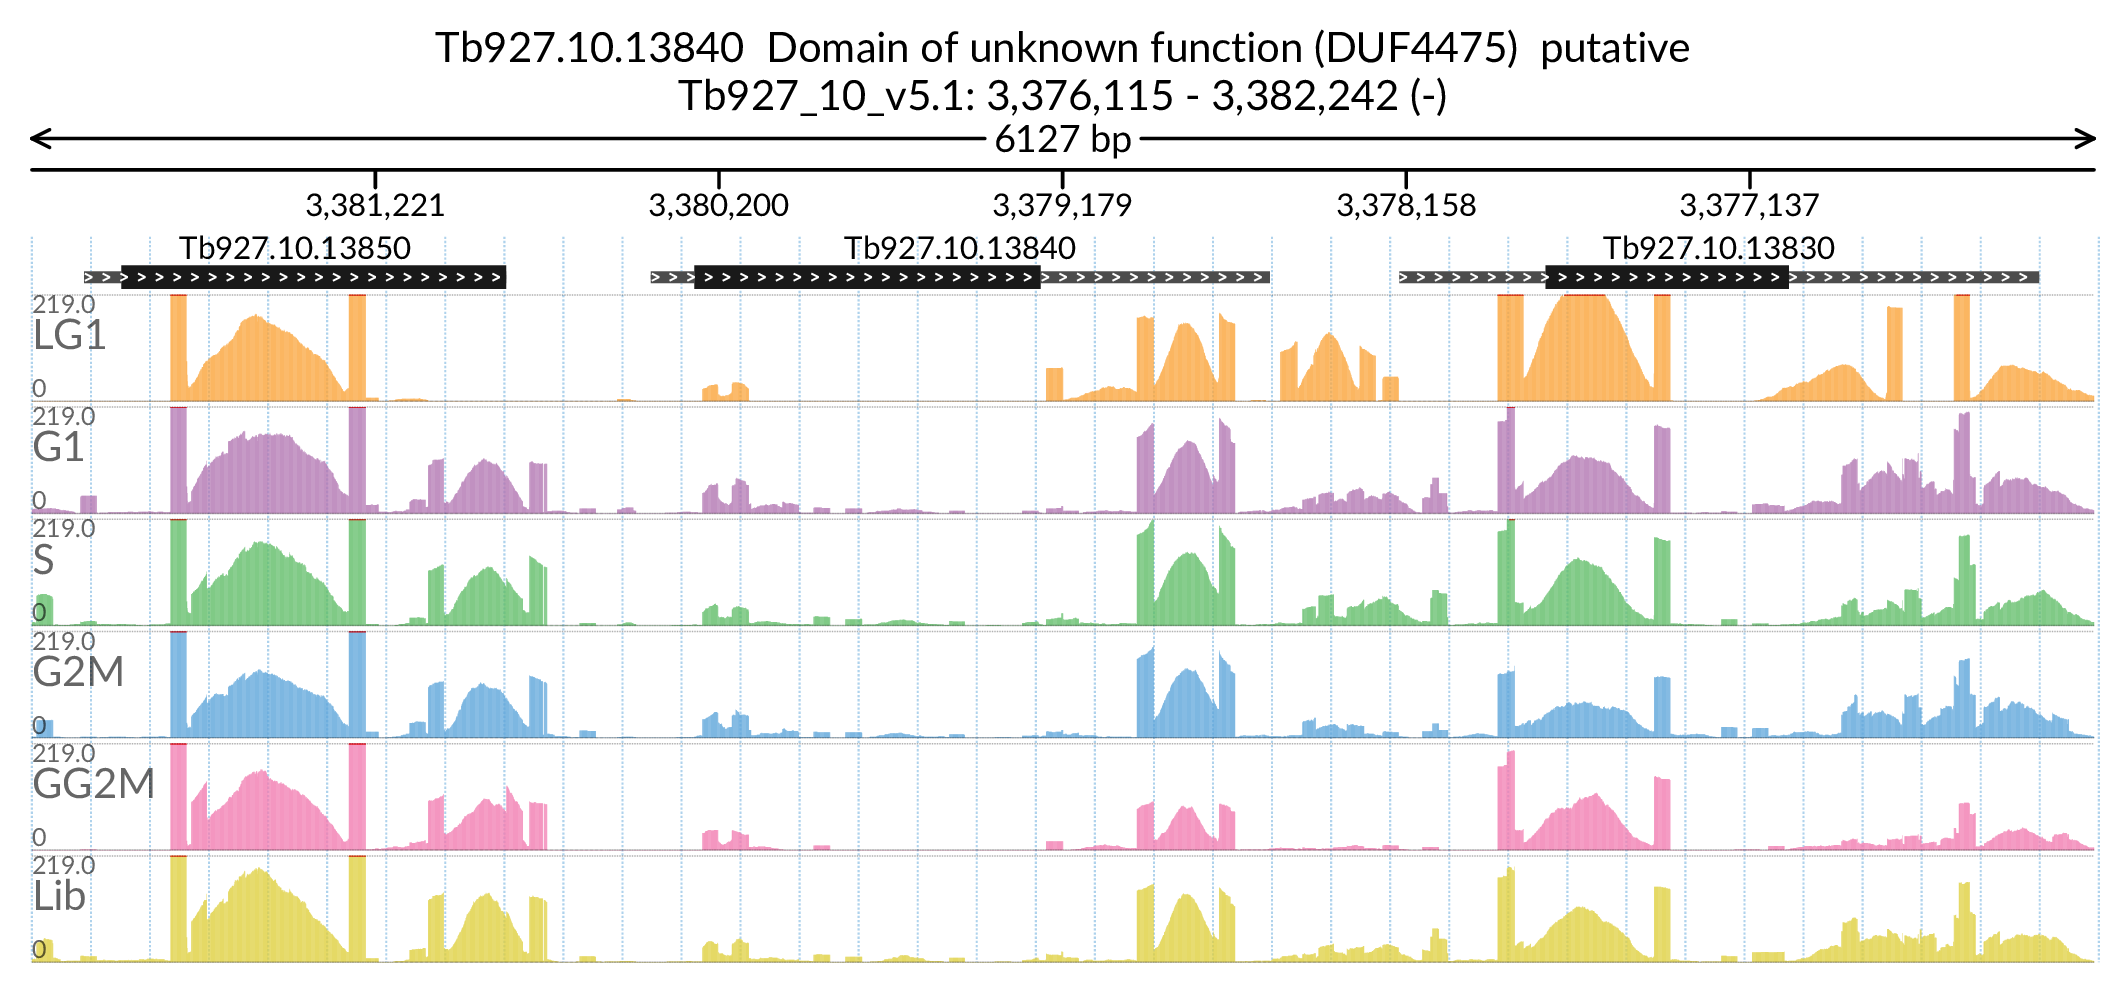 Tb927.10.13840  Domain of unknown function (DUF4475)  putative
Tb927_10_v5.1: 3,376,115 - 3,382,242 (-)
6127 bp
3,381,221 3,380,200 3,379,179 3,378,158 3,377,137
Tb927.10.13850 Tb927.10.13840 Tb927.10.13830
219.0
LG1
0
219.0
G1
0
219.0
S
0
219.0
G2M
0
219.0
GG2M
0
219.0
Lib
0